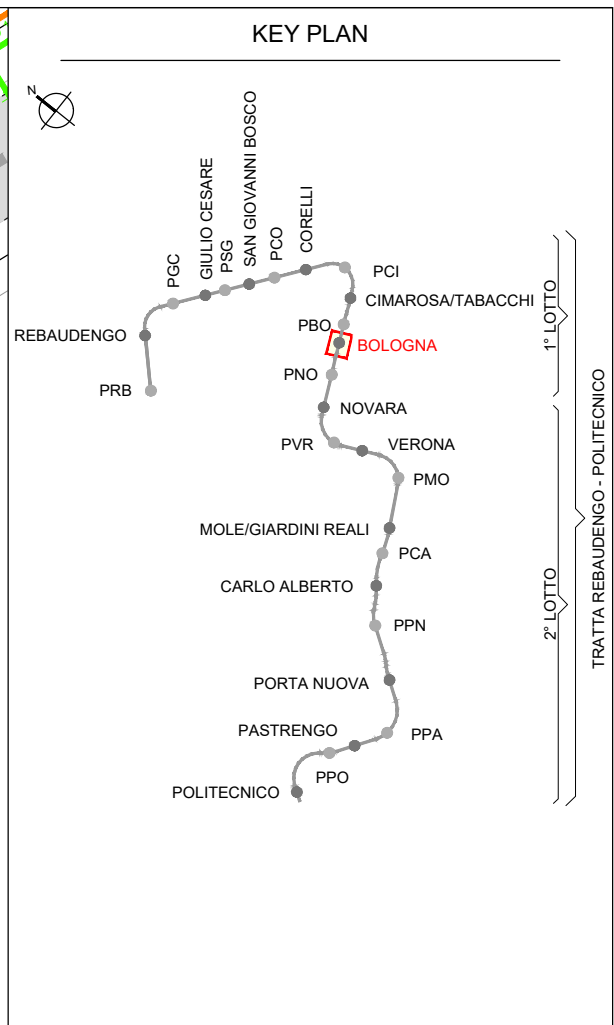 KEY PLAN
N
PGC
GIULIO CESARE
PSG
SAN GIOVANNI BOSCO
PCO
CORELLI
PCI
CIMAROSA/TABACCHI
REBAUDENGO
PBO
BOLOGNA
PRB
PNO
NOVARA
PVR
VERONA
PMO
MOLE/GIARDINI REALI
PCA
CARLO ALBERTO
PPN
PORTA NUOVA
PASTRENGO
PPA
PPO
POLITECNICO
1° LOTTO
2° LOTTO
TRATTA REBAUDENGO - POLITECNICO